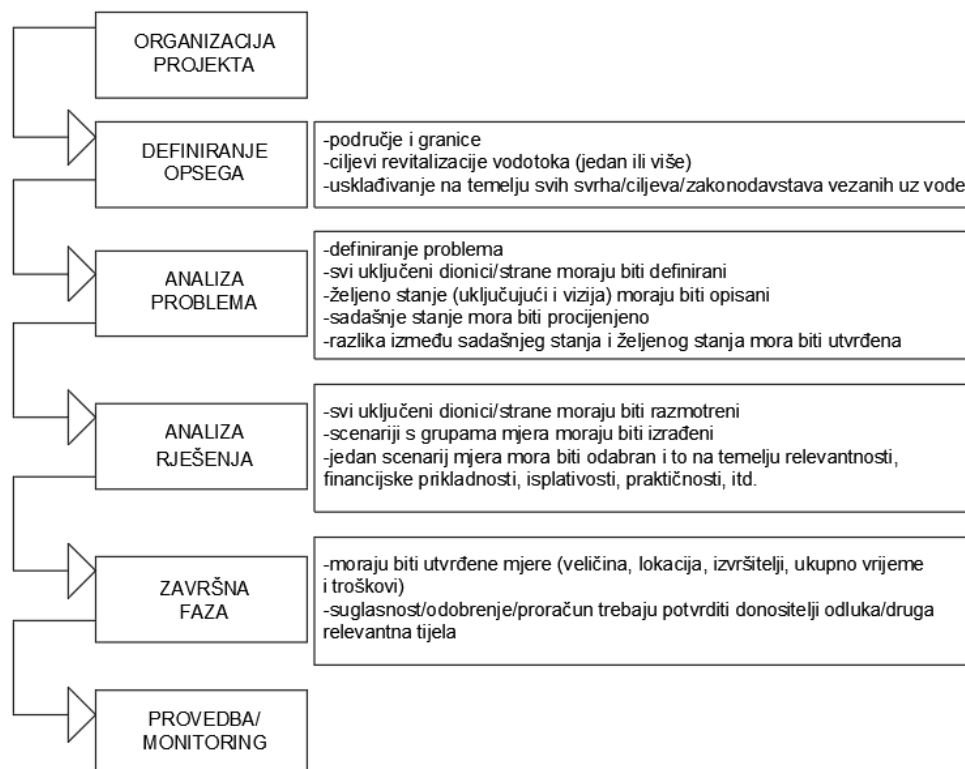 ORGANIZACIJA
PROJEKTA
DEFINIRANJE
OPSEGA
-područje i granice
-ciljevi revitalizacije vodotoka (jedan ili više)
-usklađivanje na temelju svih svrha/ciljeva/zakonodavstava vezanih uz vode
ANALIZA
PROBLEMA
-definiranje problema
-svi uključeni dionici/strane moraju biti definirani
-željeno stanje (uključujući i vizija) moraju biti opisani
-sadašnje stanje mora biti procijenjeno
-razlika između sadašnjeg stanja i željenog stanja mora biti utvrđena
ANALIZA
RJEŠENJA
-svi uključeni dionici/strane moraju biti razmotreni
-scenariji s grupama mjera moraju biti izrađeni
-jedan scenarij mjera mora biti odabran i to na temelju relevantnosti,
financijske prikladnosti, isplativosti, praktičnosti, itd.
ZAVRŠNA
FAZA
-moraju biti utvrđene mjere (veličina, lokacija, izvršitelji, ukupno vrijeme
i troškovi)
-suglasnost/odobrenje/proračun trebaju potvrditi donositelji odluka/druga
relevantna tijela
PROVEDBA/
MONITORING